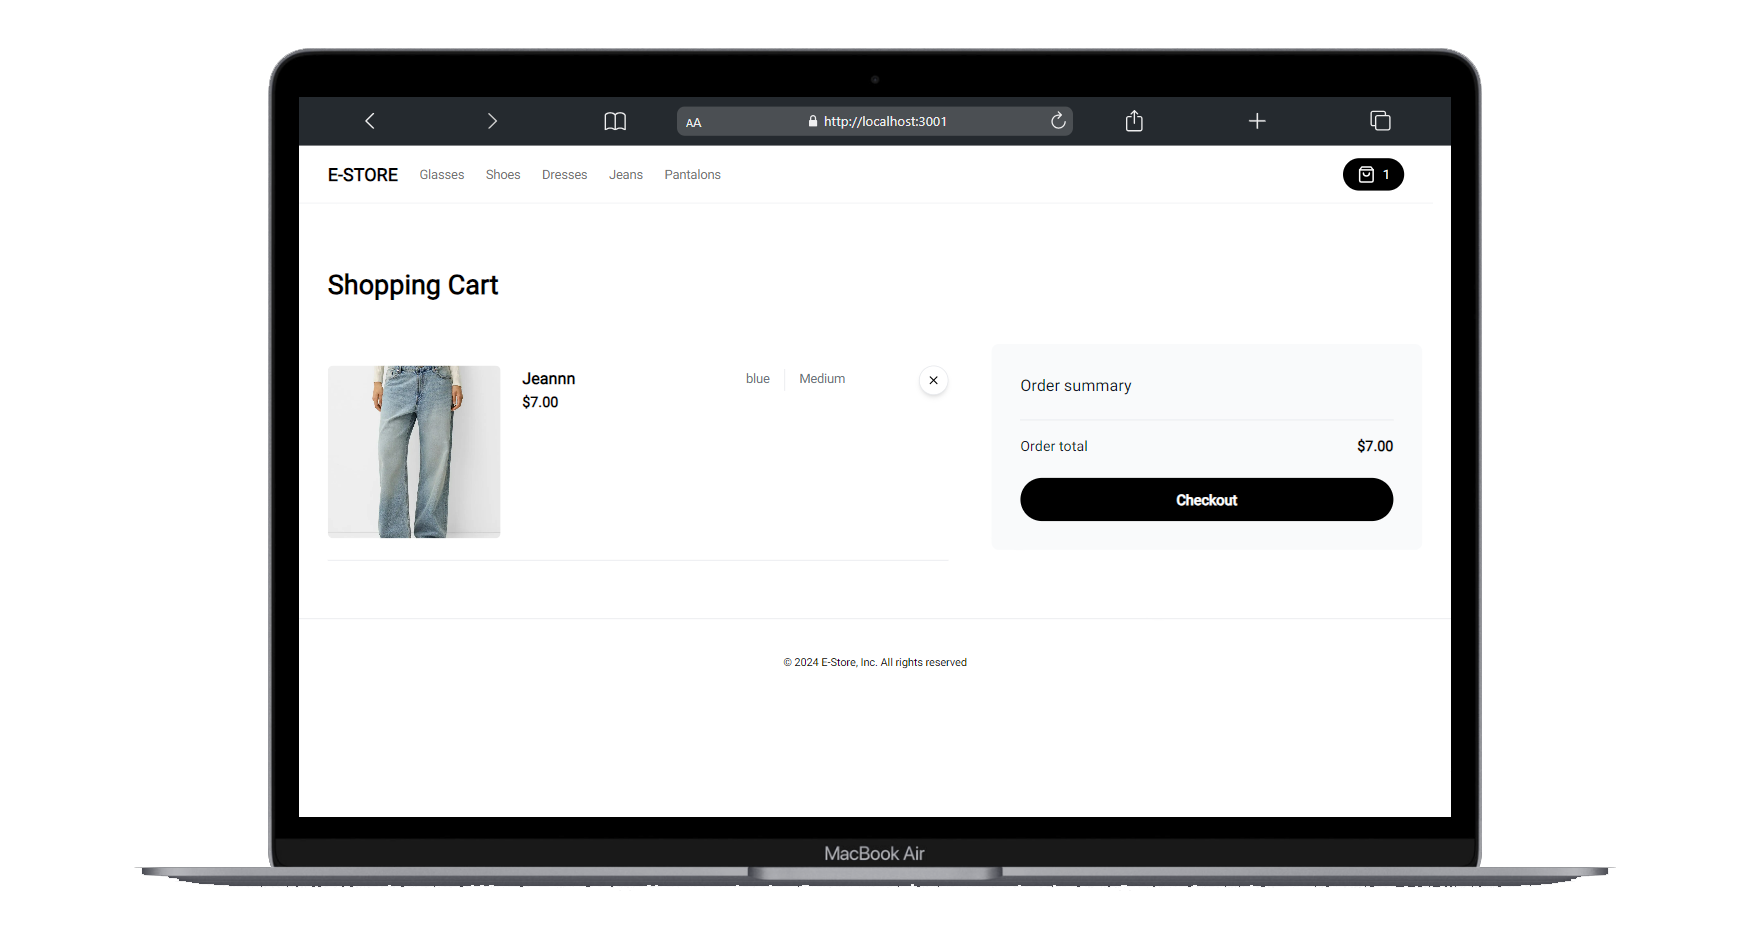 AA http://localhost:3001
E-STORE Glasses Shoes Dresses Jeans Pantalons 1
Shopping Cart
Jeannn blue Medium
$7.00
Order summary
Order total $7.00
Checkout
© 2024 E-Store, Inc. All rights reserved
MacBook Air